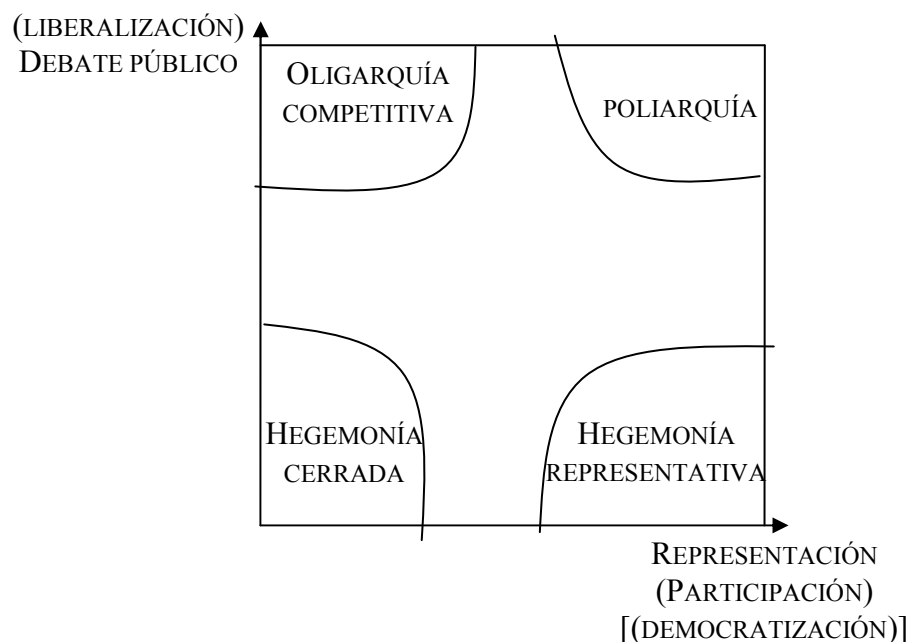 (LIBERALIZACIÓN)
DEBATE PÚBLICO
OLIGARQUÍA
COMPETITIVA
POLIARQUÍA
HEGEMONÍA
CERRADA
HEGEMONÍA
REPRESENTATIVA
REPRESENTACIÓN
(PARTICIPACIÓN)
[(DEMOCRATIZACIÓN)]